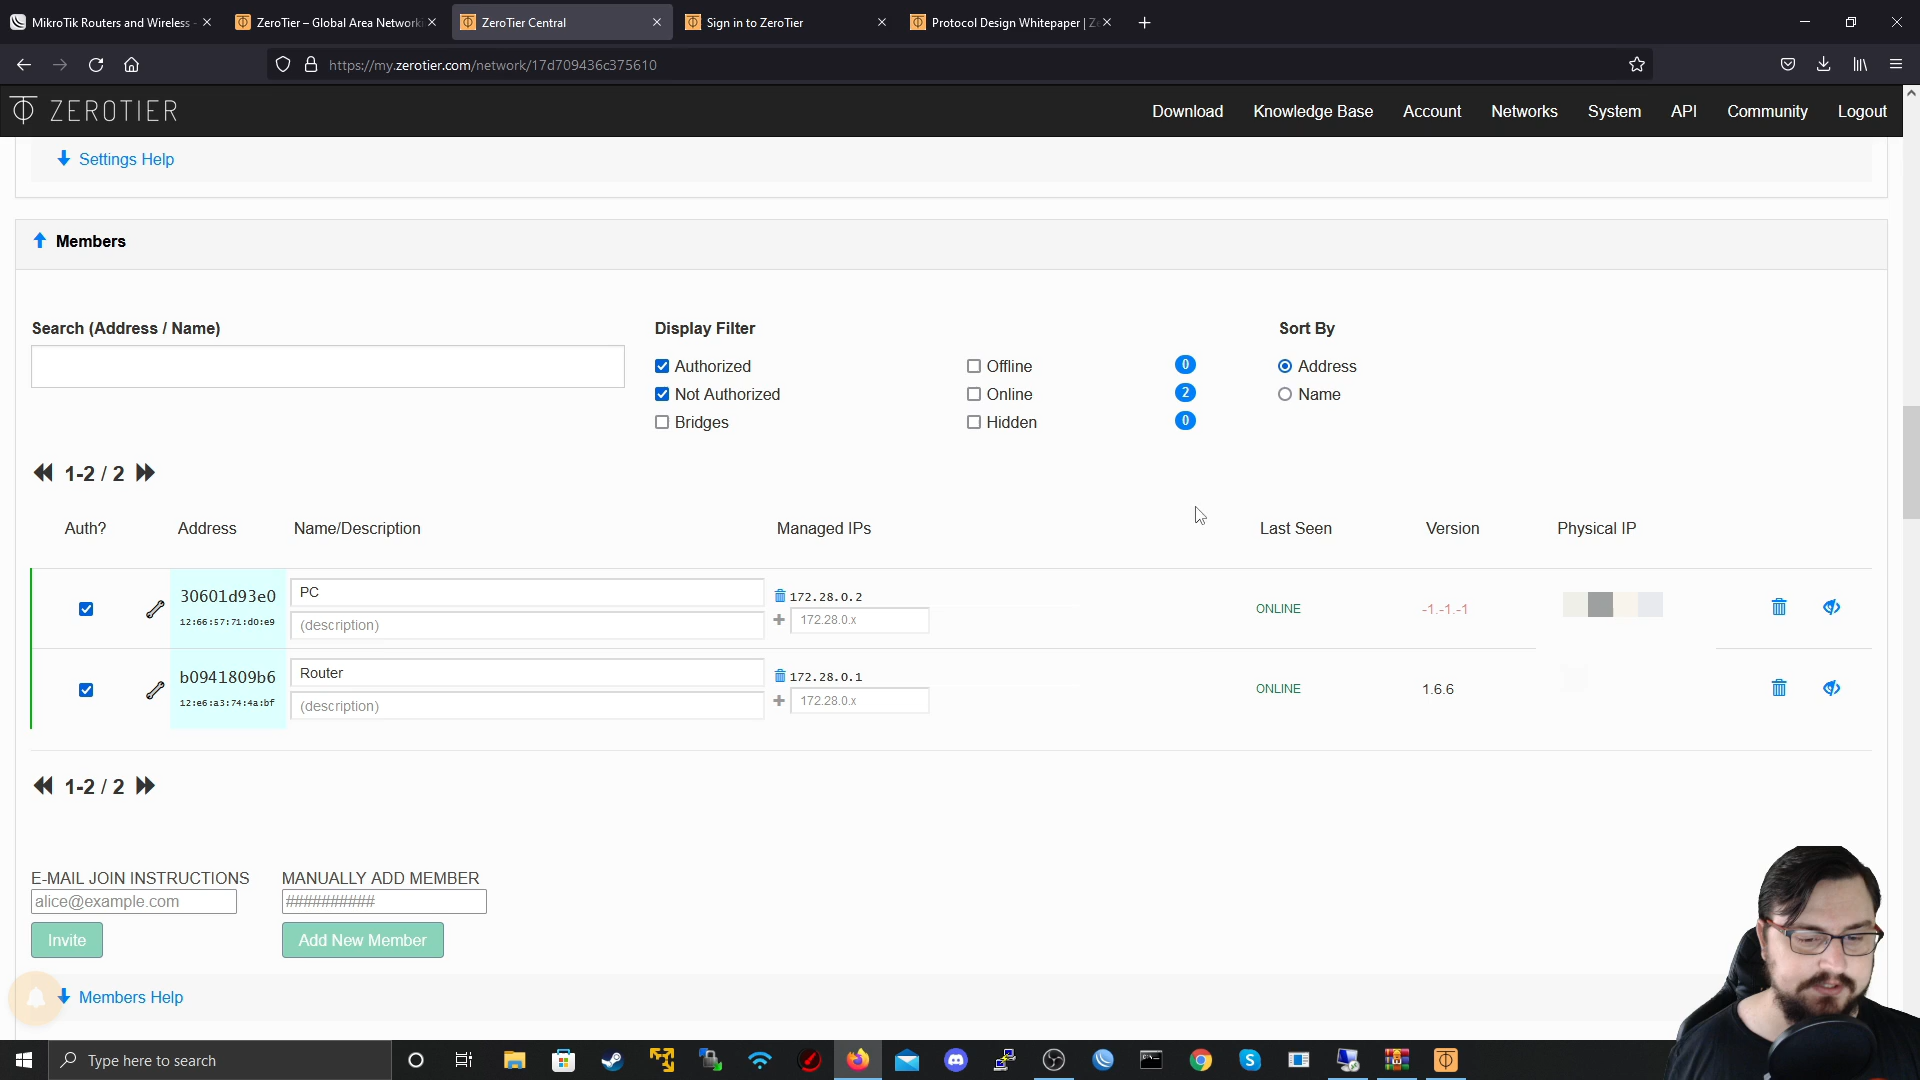 MikroTik Routers and Wireless -
ZeroTier – Global Area Networki
ZeroTier Central
Sign in to ZeroTier
Protocol Design Whitepaper | Ze
https://my.zerotier.com/network/17d709436c375610
ZEROTIER
Download
Knowledge Base
Account
Networks
System
API
Community
Logout
Settings Help
Members
Search (Address / Name)
Display Filter
Sort By
Authorized
Offline
0
Address
Not Authorized
Online
2
Name
Bridges
Hidden
0
1-2 / 2
Auth?
Address
Name/Description
Managed IPs
Last Seen
Version
Physical IP
30601d93e0
12:66:57:71:d0:e9
PC
(description)
172.28.0.2
172.28.0.x
ONLINE
-1.-1.-1
b0941809b6
12:e6:a3:74:4a:bf
Router
(description)
172.28.0.1
172.28.0.x
ONLINE
1.6.6
1-2 / 2
E-MAIL JOIN INSTRUCTIONS
MANUALLY ADD MEMBER
alice@example.com
##########
Invite
Add New Member
Members Help
Type here to search